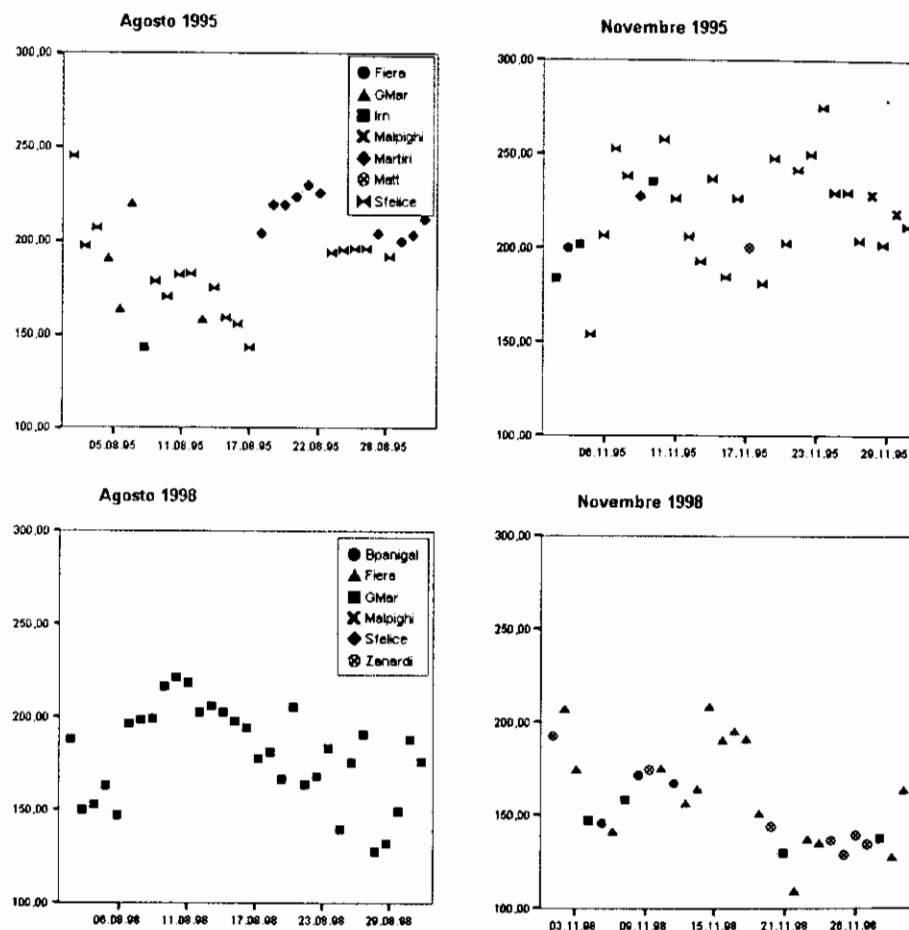 Agosto 1995
300,00
250,00
200,00
150,00
100,00
05.08.95 11.08.95 17.08.95 22.08.95 28.08.95
Fiera
GMar
Irn
Malpighi
Martiri
Matt
Sfelice
Novembre 1995
300,00
250,00
200,00
150,00
100,00
06.11.95 11.11.95 17.11.95 23.11.95 29.11.95
Agosto 1998
300,00
250,00
200,00
150,00
100,00
06.08.98 11.08.98 17.08.98 23.08.98 29.08.98
Bpanigal
Fiera
GMar
Malpighi
Sfelice
Zanardi
Novembre 1998
300,00
250,00
200,00
150,00
100,00
03.11.98 09.11.98 15.11.98 21.11.98 26.11.98